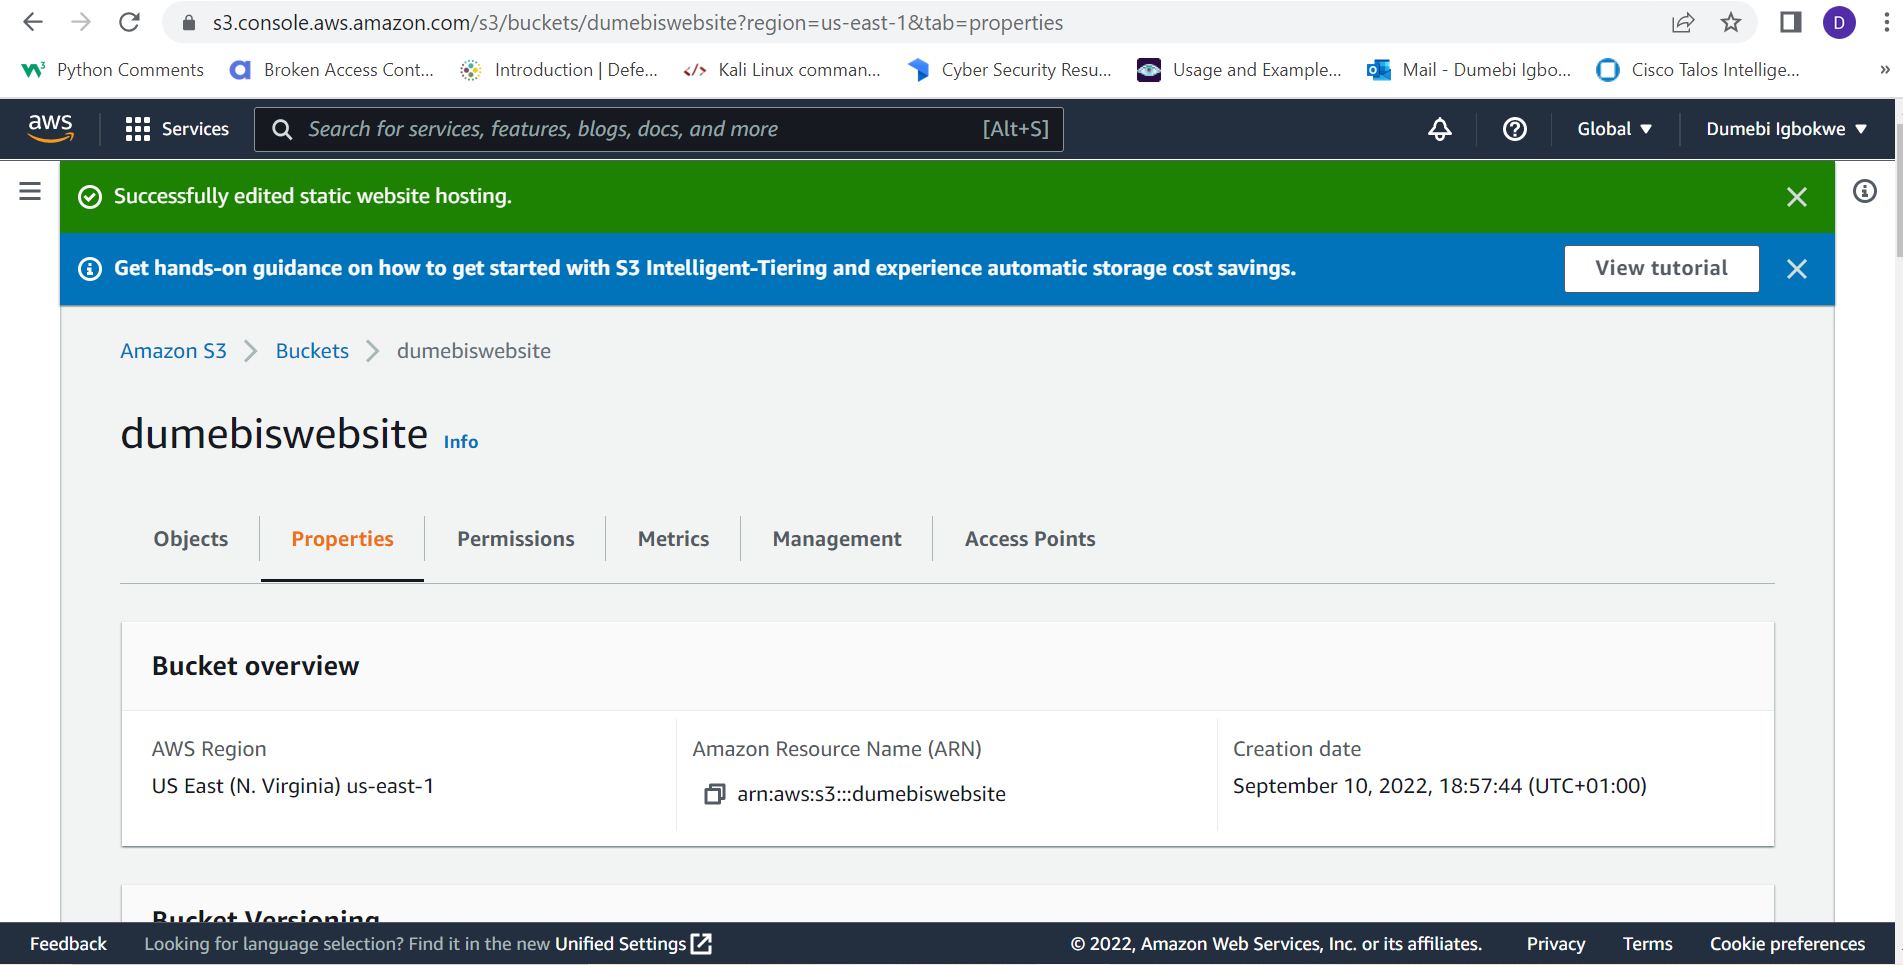 s3.console.aws.amazon.com/s3/buckets/dumebiswebsite?region=us-east-1&tab=properties
D
Python Comments Broken Access Cont... Introduction | Defe... Kali Linux comman... Cyber Security Resu... Usage and Example... Mail - Dumebi Igbo... Cisco Talos Intellige... »
aws Services Search for services, features, blogs, docs, and more [Alt+S] Global Dumebi Igbokwe
Successfully edited static website hosting.
Get hands-on guidance on how to get started with S3 Intelligent-Tiering and experience automatic storage cost savings. View tutorial
Amazon S3 Buckets dumebiswebsite
dumebiswebsite Info
Objects Properties Permissions Metrics Management Access Points
Bucket overview
AWS Region Amazon Resource Name (ARN) Creation date
US East (N. Virginia) us-east-1 arn:aws:s3:::dumebiswebsite September 10, 2022, 18:57:44 (UTC+01:00)
Bucket Versioning
Feedback Looking for language selection? Find it in the new Unified Settings © 2022, Amazon Web Services, Inc. or its affiliates. Privacy Terms Cookie preferences